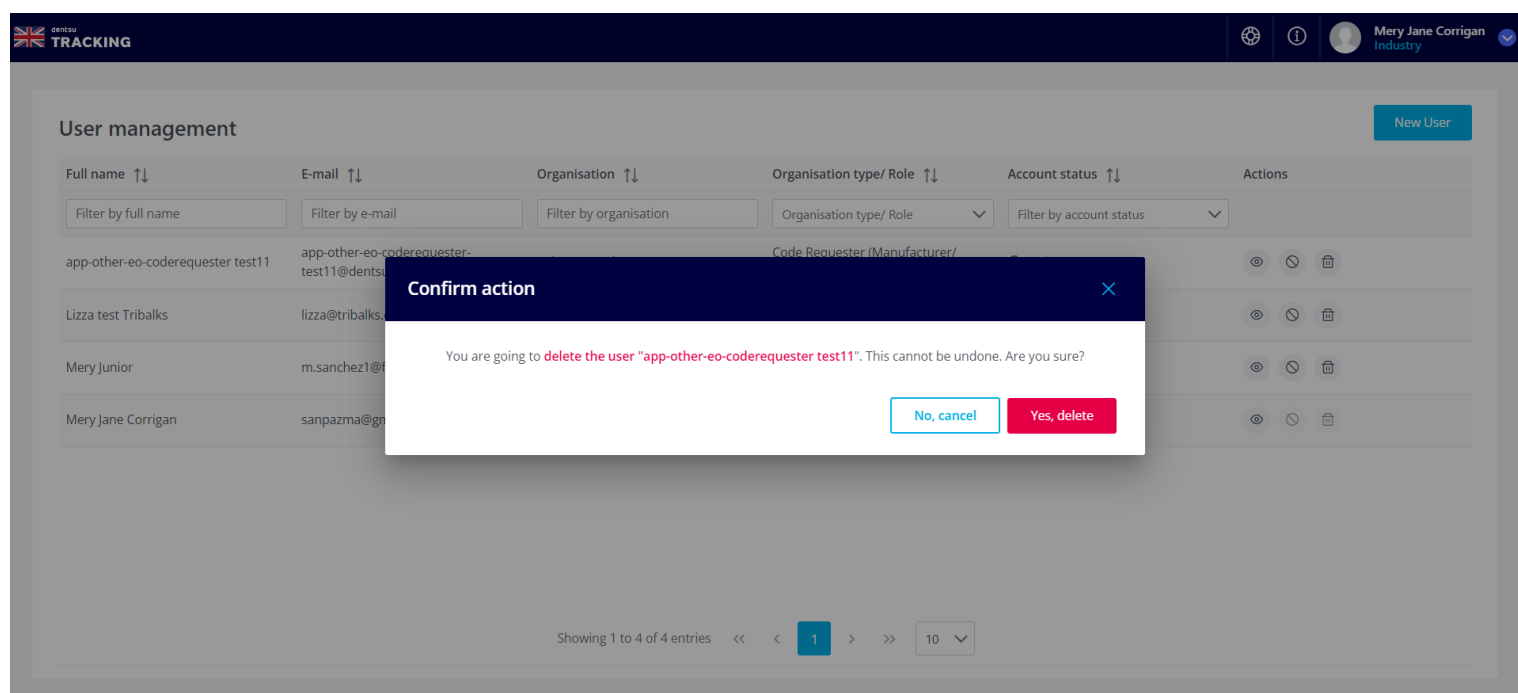 dentsu
TRACKING
Mery Jane Corrigan
Industry
User management
New User
Full name
E-mail
Organisation
Organisation type/ Role
Account status
Actions
Filter by full name
Filter by e-mail
Filter by organisation
Organisation type/ Role
Filter by account status
app-other-eo-coderequester test11
app-other-eo-coderequester-
test11@dentsu
Code Requester (Manufacturer/
Lizza test Tribalks
lizza@tribalks.
Mery Junior
m.sanchez1@f
Mery Jane Corrigan
sanpazma@gm
Confirm action
You are going to delete the user "app-other-eo-coderequester test11". This cannot be undone. Are you sure?
No, cancel
Yes, delete
Showing 1 to 4 of 4 entries
1
10